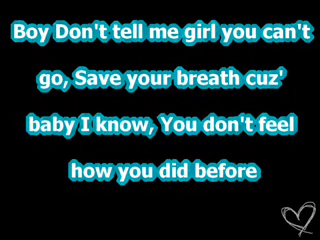 Boy Don't tell me girl you can't
go, Save your breath cuz'
baby I know, You don't feel
how you did before